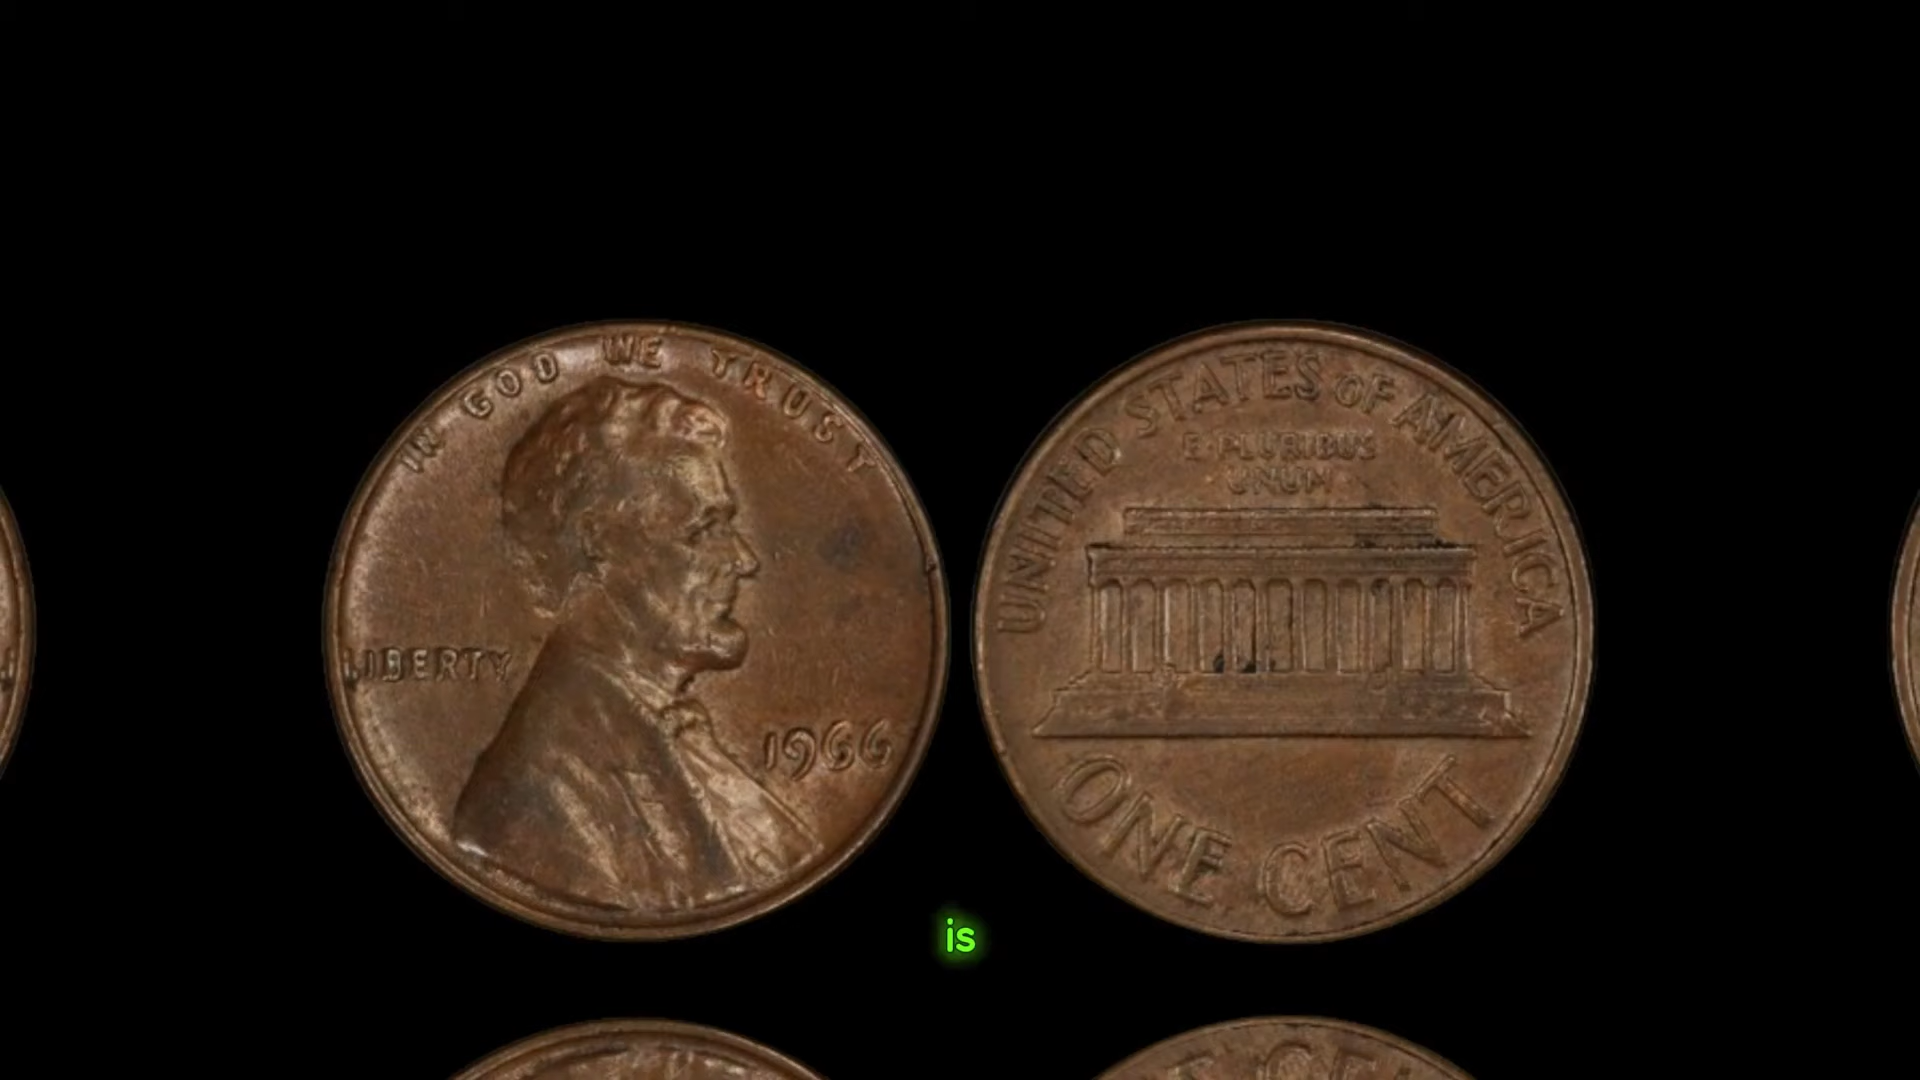 IN GOD WE TRUST
LIBERTY
1966
UNITED STATES OF AMERICA
E PLURIBUS
UNUM
ONE CENT
is